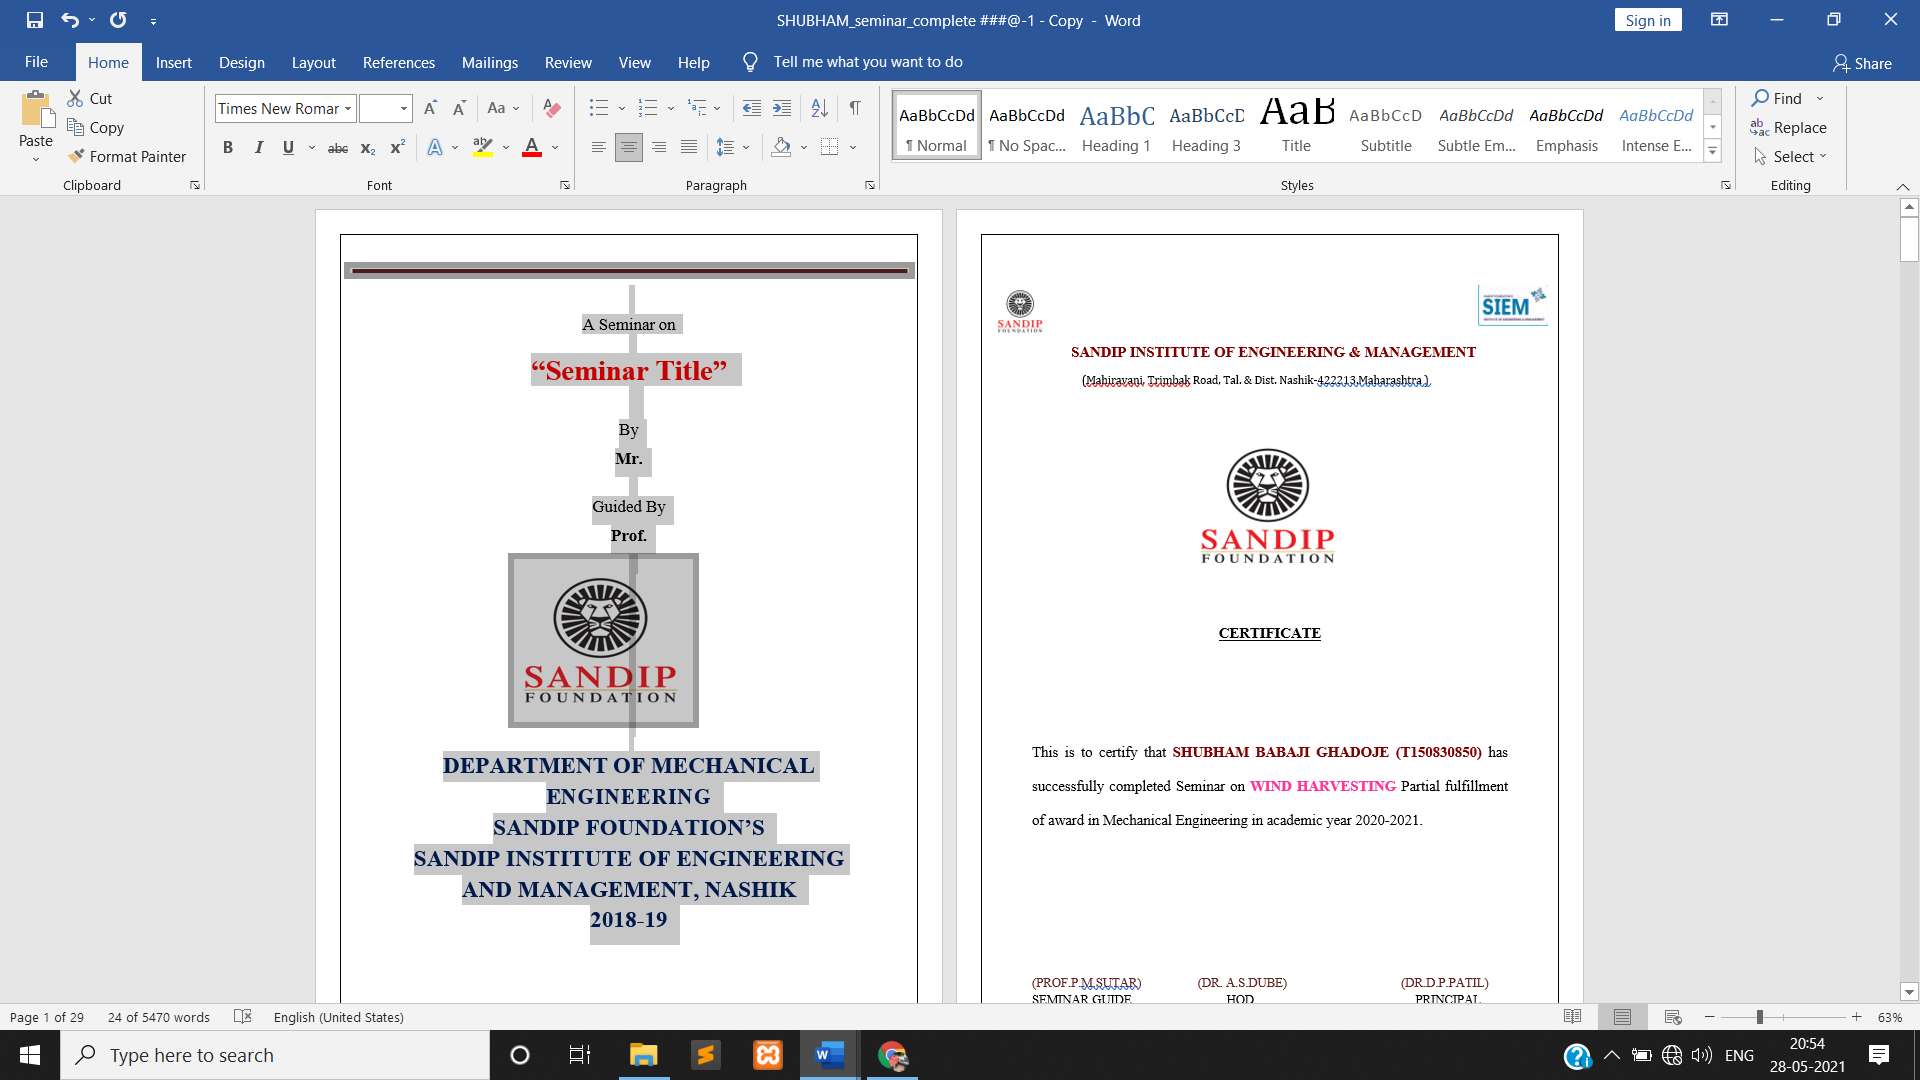 SHUBHAM_seminar_complete ###@-1 - Copy - Word
Sign in
File Home Insert Design Layout References Mailings Review View Help Tell me what you want to do Share
Paste
Cut
Copy
Format Painter
Clipboard
Times New Romar
Font
Paragraph
AaBbCcDd AaBbCcDd AaBbC AaBbCcD AaB AaBbCcD AaBbCcDd AaBbCcDd AaBbCcDd
¶ Normal ¶ No Spac... Heading 1 Heading 3 Title Subtitle Subtle Em... Emphasis Intense E...
Styles
Find
Replace
Select
Editing
A Seminar on
“Seminar Title”
By
Mr.
Guided By
Prof.
SANDIP
FOUNDATION
DEPARTMENT OF MECHANICAL
ENGINEERING
SANDIP FOUNDATION’S
SANDIP INSTITUTE OF ENGINEERING
AND MANAGEMENT, NASHIK
2018-19
SANDIP
FOUNDATION
SIEM
SANDIP INSTITUTE OF ENGINEERING & MANAGEMENT
(Mahiravani, Trimbak Road, Tal. & Dist. Nashik-422213,Maharashtra.)
SANDIP
FOUNDATION
CERTIFICATE
This is to certify that SHUBHAM BABAJI GHADOJE (T150830850) has
successfully completed Seminar on WIND HARVESTING Partial fulfillment
of award in Mechanical Engineering in academic year 2020-2021.
(PROF.P.M.SUTAR) (DR. A.S.DUBE) (DR.D.P.PATIL)
SEMINAR GUIDE HOD PRINCIPAL
Page 1 of 29 24 of 5470 words English (United States) 63%
Type here to search
ENG
20:54
28-05-2021